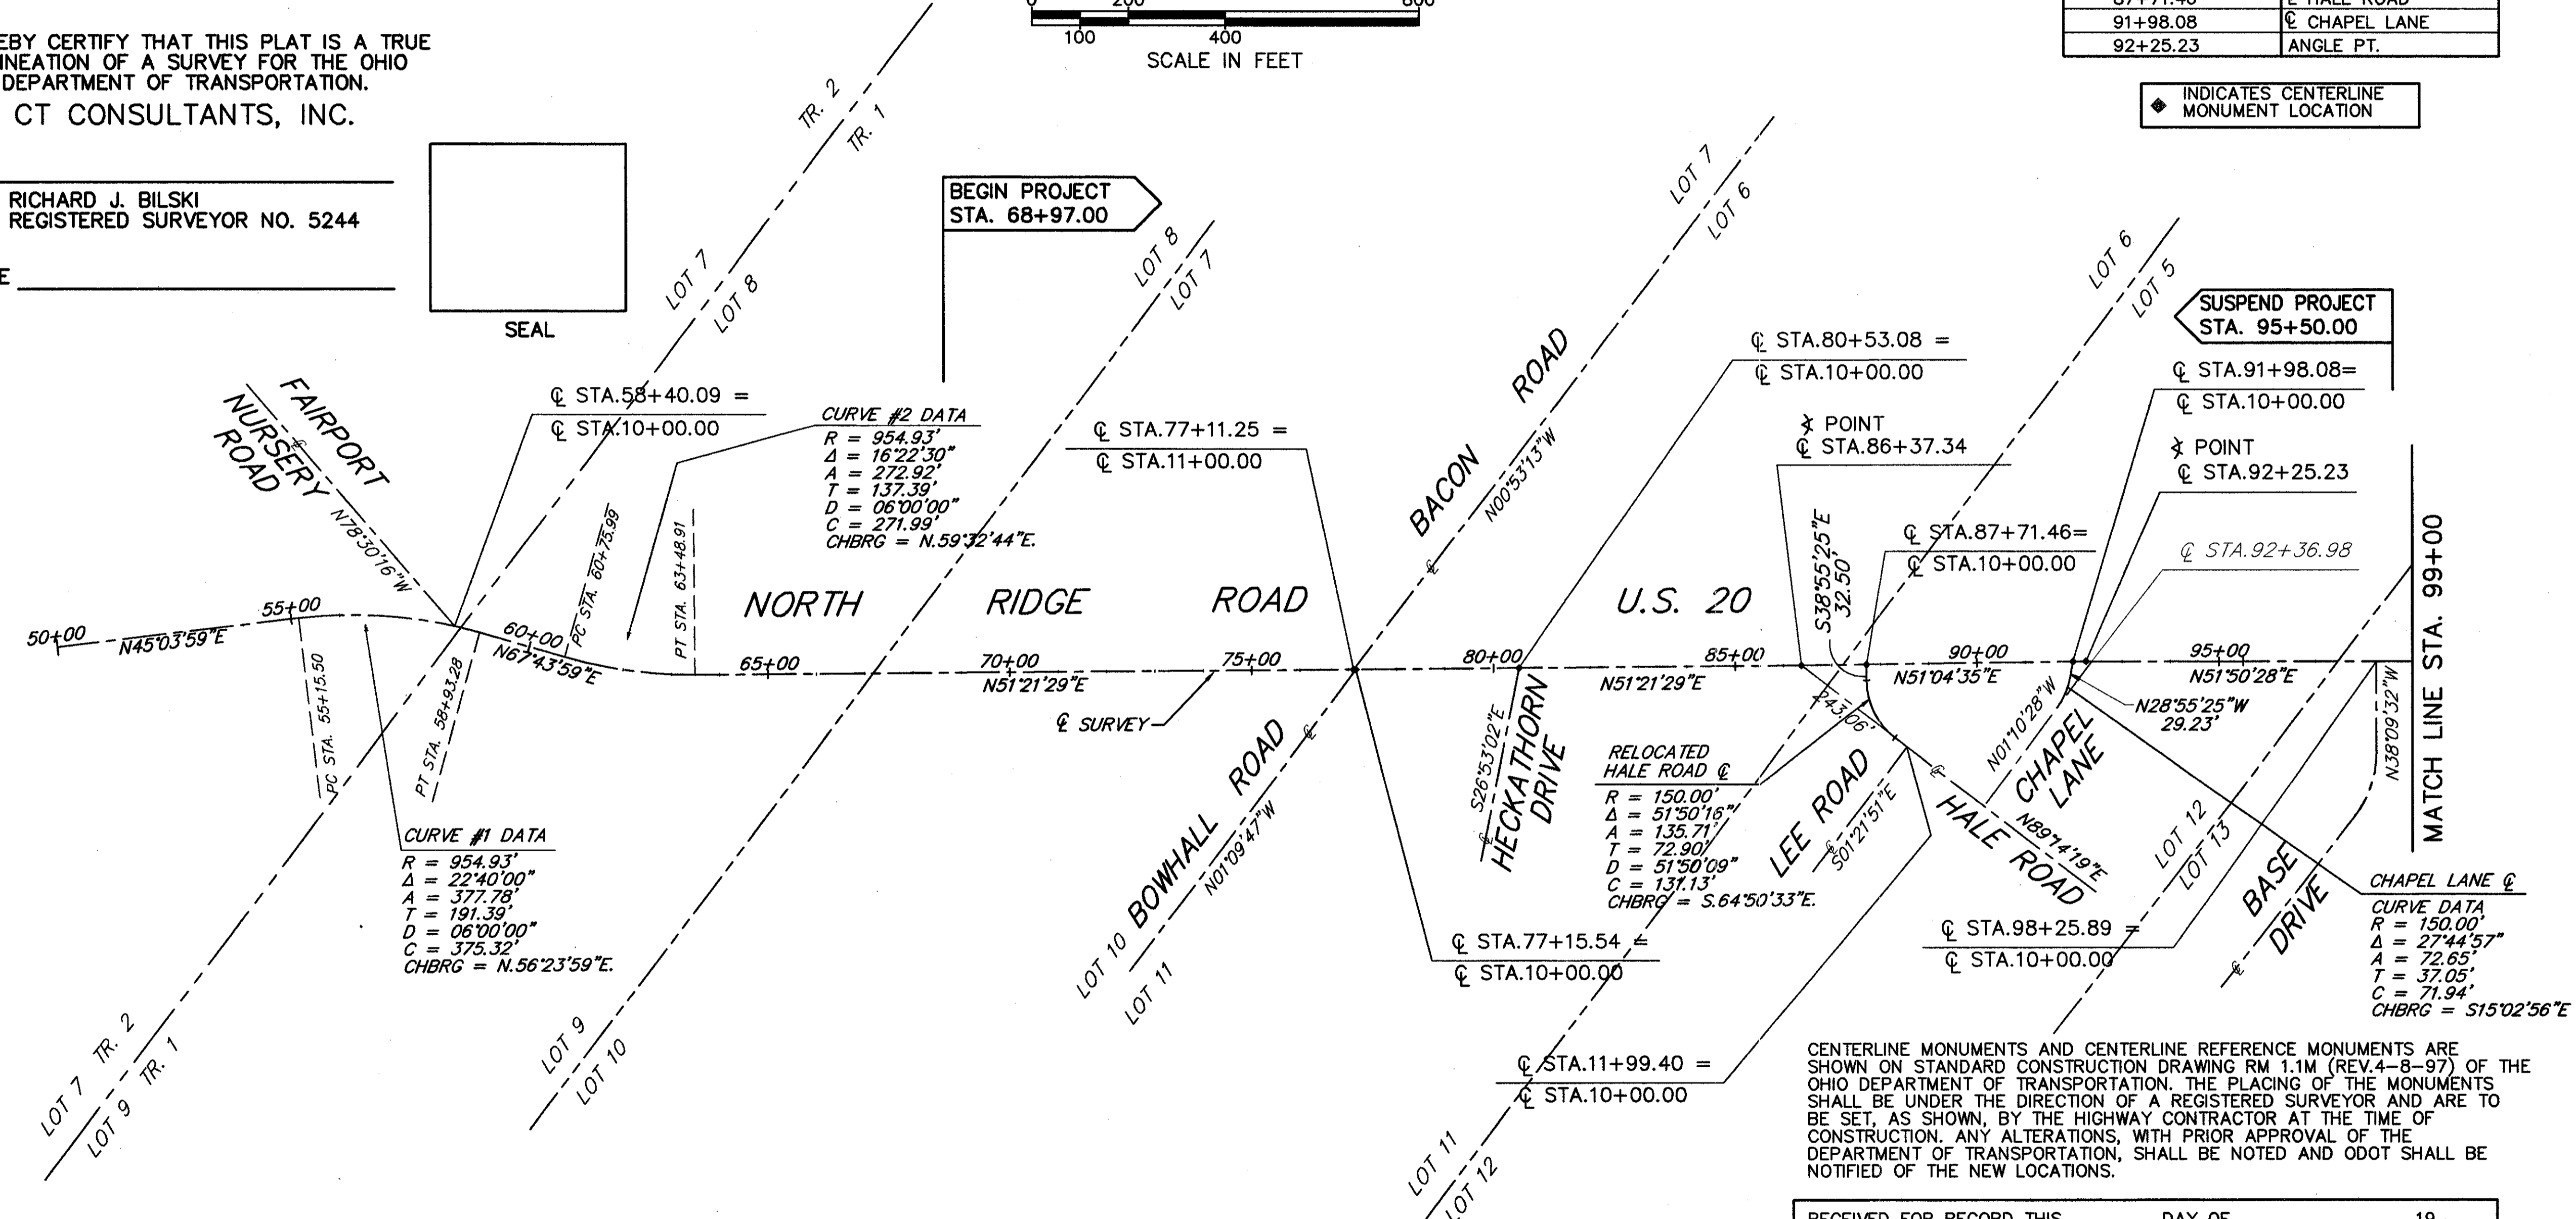 EBY CERTIFY THAT THIS PLAT IS A TRUE
INEATION OF A SURVEY FOR THE OHIO
DEPARTMENT OF TRANSPORTATION.
CT CONSULTANTS, INC.
RICHARD J. BILSKI
REGISTERED SURVEYOR NO. 5244
E
SEAL
0 200 600
100 400
SCALE IN FEET
87+71.46 ℄ HALE ROAD
91+98.08 ℄ CHAPEL LANE
92+25.23 ANGLE PT.
INDICATES CENTERLINE
MONUMENT LOCATION
BEGIN PROJECT
STA. 68+97.00
SUSPEND PROJECT
STA. 95+50.00
TR. 2
TR. 1
LOT 7
LOT 8
LOT 8
LOT 7
LOT 7
LOT 6
LOT 6
LOT 5
FAIRPORT
NURSERY
ROAD
℄
N78°30'16"W
℄ STA.58+40.09 =
℄ STA.10+00.00
CURVE #2 DATA
R = 954.93'
Δ = 16°22'30"
A = 272.92'
T = 137.39'
D = 06°00'00"
C = 271.99'
CHBRG = N.59°32'44"E.
℄ STA.77+11.25 =
℄ STA.11+00.00
BACON ROAD
℄
N00°53'13"W
℄ STA.80+53.08 =
℄ STA.10+00.00
∡ POINT
℄ STA.86+37.34
S38°55'25"E
32.50'
℄ STA.87+71.46=
℄ STA.10+00.00
℄ STA.91+98.08=
℄ STA.10+00.00
∡ POINT
℄ STA.92+25.23
℄ STA.92+36.98
MATCH LINE STA. 99+00
NORTH RIDGE ROAD U.S. 20
50+00
N45°03'59"E
55+00
PC STA. 55+15.50
PT STA. 58+93.28
60+00
N67°43'59"E
PC STA. 60+75.99
PT STA. 63+48.91
65+00
70+00
N51°21'29"E
75+00
℄ SURVEY
80+00
N51°21'29"E
85+00
90+00
N51°04'35"E
95+00
N51°50'28"E
243.06'
N28°55'25"W
29.23'
N38°09'32"W
CURVE #1 DATA
R = 954.93'
Δ = 22°40'00"
A = 377.78'
T = 191.39'
D = 06°00'00"
C = 375.32'
CHBRG = N.56°23'59"E.
BOWHALL ROAD
℄
N01°09'47"W
S26°53'02"E
℄
HECKATHORN
DRIVE
RELOCATED
HALE ROAD ℄
R = 150.00'
Δ = 51°50'16"
A = 135.71'
T = 72.90'
D = 51°50'09"
C = 131.13'
CHBRG = S.64°50'33"E.
LEE ROAD
℄
S01°21'51"E
℄
HALE ROAD
N89°14'19"E
N01°10'28"W
CHAPEL
LANE
BASE
DRIVE
℄
CHAPEL LANE ℄
CURVE DATA
R = 150.00'
Δ = 27°44'57"
A = 72.65'
T = 37.05'
C = 71.94'
CHBRG = S15°02'56"E
℄ STA.77+15.54 =
℄ STA.10+00.00
℄ STA.98+25.89 =
℄ STA.10+00.00
℄ STA.11+99.40 =
℄ STA.10+00.00
LOT 7 TR. 2
LOT 9 TR. 1
LOT 9
LOT 10
LOT 10
LOT 11
LOT 11
LOT 12
LOT 12
LOT 13
CENTERLINE MONUMENTS AND CENTERLINE REFERENCE MONUMENTS ARE
SHOWN ON STANDARD CONSTRUCTION DRAWING RM 1.1M (REV.4-8-97) OF THE
OHIO DEPARTMENT OF TRANSPORTATION. THE PLACING OF THE MONUMENTS
SHALL BE UNDER THE DIRECTION OF A REGISTERED SURVEYOR AND ARE TO
BE SET, AS SHOWN, BY THE HIGHWAY CONTRACTOR AT THE TIME OF
CONSTRUCTION. ANY ALTERATIONS, WITH PRIOR APPROVAL OF THE
DEPARTMENT OF TRANSPORTATION, SHALL BE NOTED AND ODOT SHALL BE
NOTIFIED OF THE NEW LOCATIONS.
RECEIVED FOR RECORD THIS DAY OF 19